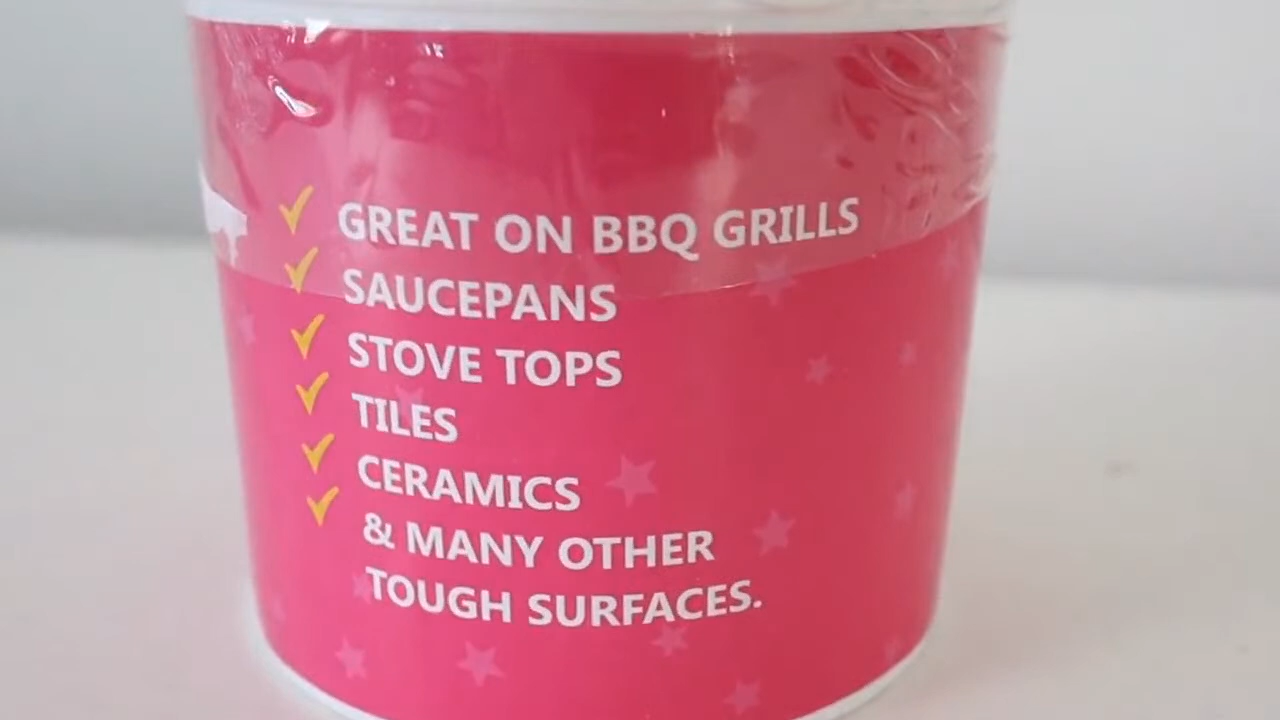 GREAT ON BBQ GRILLS
SAUCEPANS
STOVE TOPS
TILES
CERAMICS
& MANY OTHER
TOUGH SURFACES.